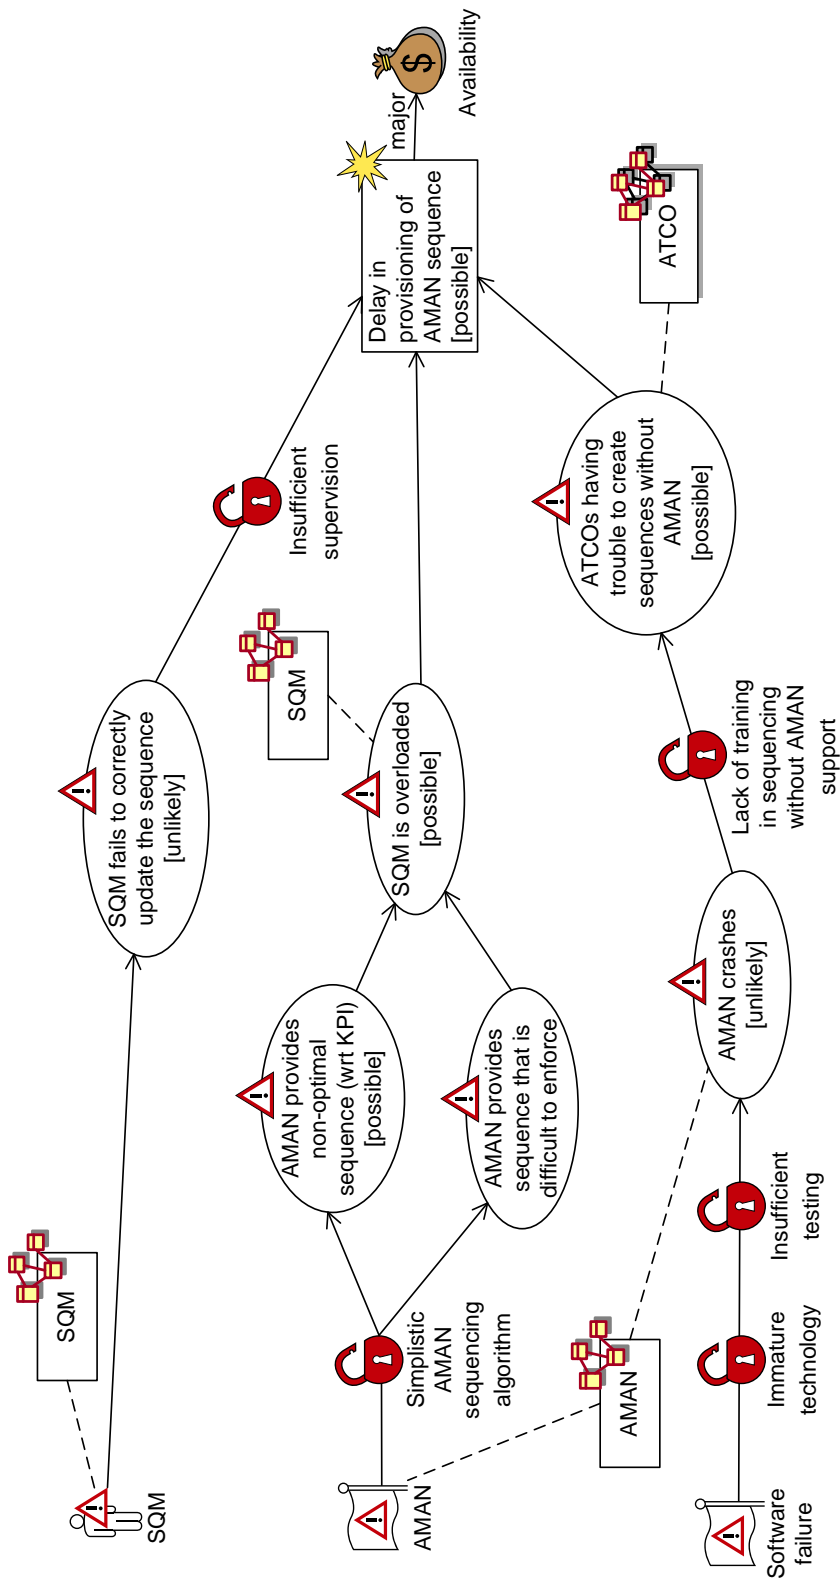 SQM
SQM
SQM fails to correctly
update the sequence
[unlikely]
Insufficient
supervision
AMAN
Simplistic
AMAN
sequencing
algorithm
AMAN provides
non-optimal
sequence (wrt KPI)
[possible]
AMAN provides
sequence that is
difficult to enforce
SQM
SQM is overloaded
[possible]
Delay in
provisioning of
AMAN sequence
[possible]
major
$
Availability
AMAN
Software
failure
Immature
technology
Insufficient
testing
AMAN crashes
[unlikely]
Lack of training
in sequencing
without AMAN
support
ATCOs having
trouble to create
sequences without
AMAN
[possible]
ATCO